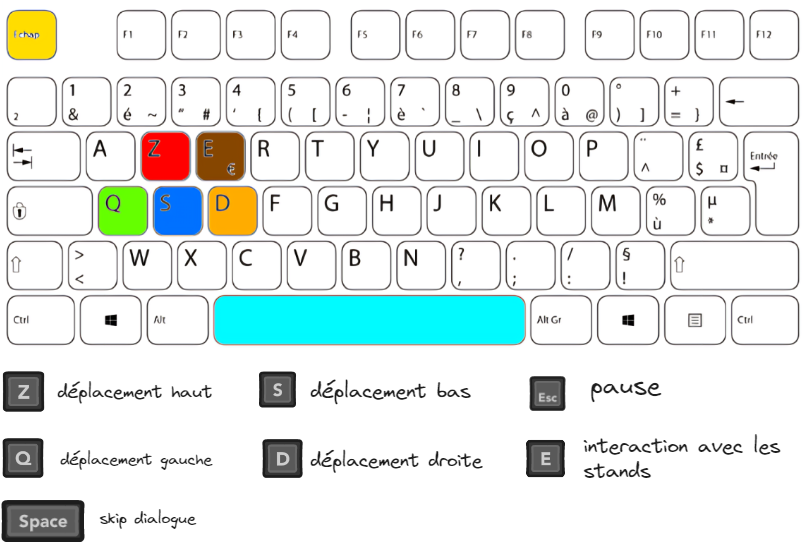 Echap F1 F2 F3 F4 F5 F6 F7 F8 F9 F10 F11 F12
1 2 3 4 5 6 7 8 9 0 ° +
² & é ~ " # ' { ( [ - ¦ è ` _ \ ç ^ à @ ) ] = }
A Z E € R T Y U I O P ¨ ^ £ $ ¤ Entrée
Q S D F G H J K L M % ù µ *
> < W X C V B N ? , . ; / : § !
Ctrl Alt Alt Gr Ctrl
Z déplacement haut S déplacement bas Esc pause
Q déplacement gauche D déplacement droite E interaction avec les
stands
Space skip dialogue